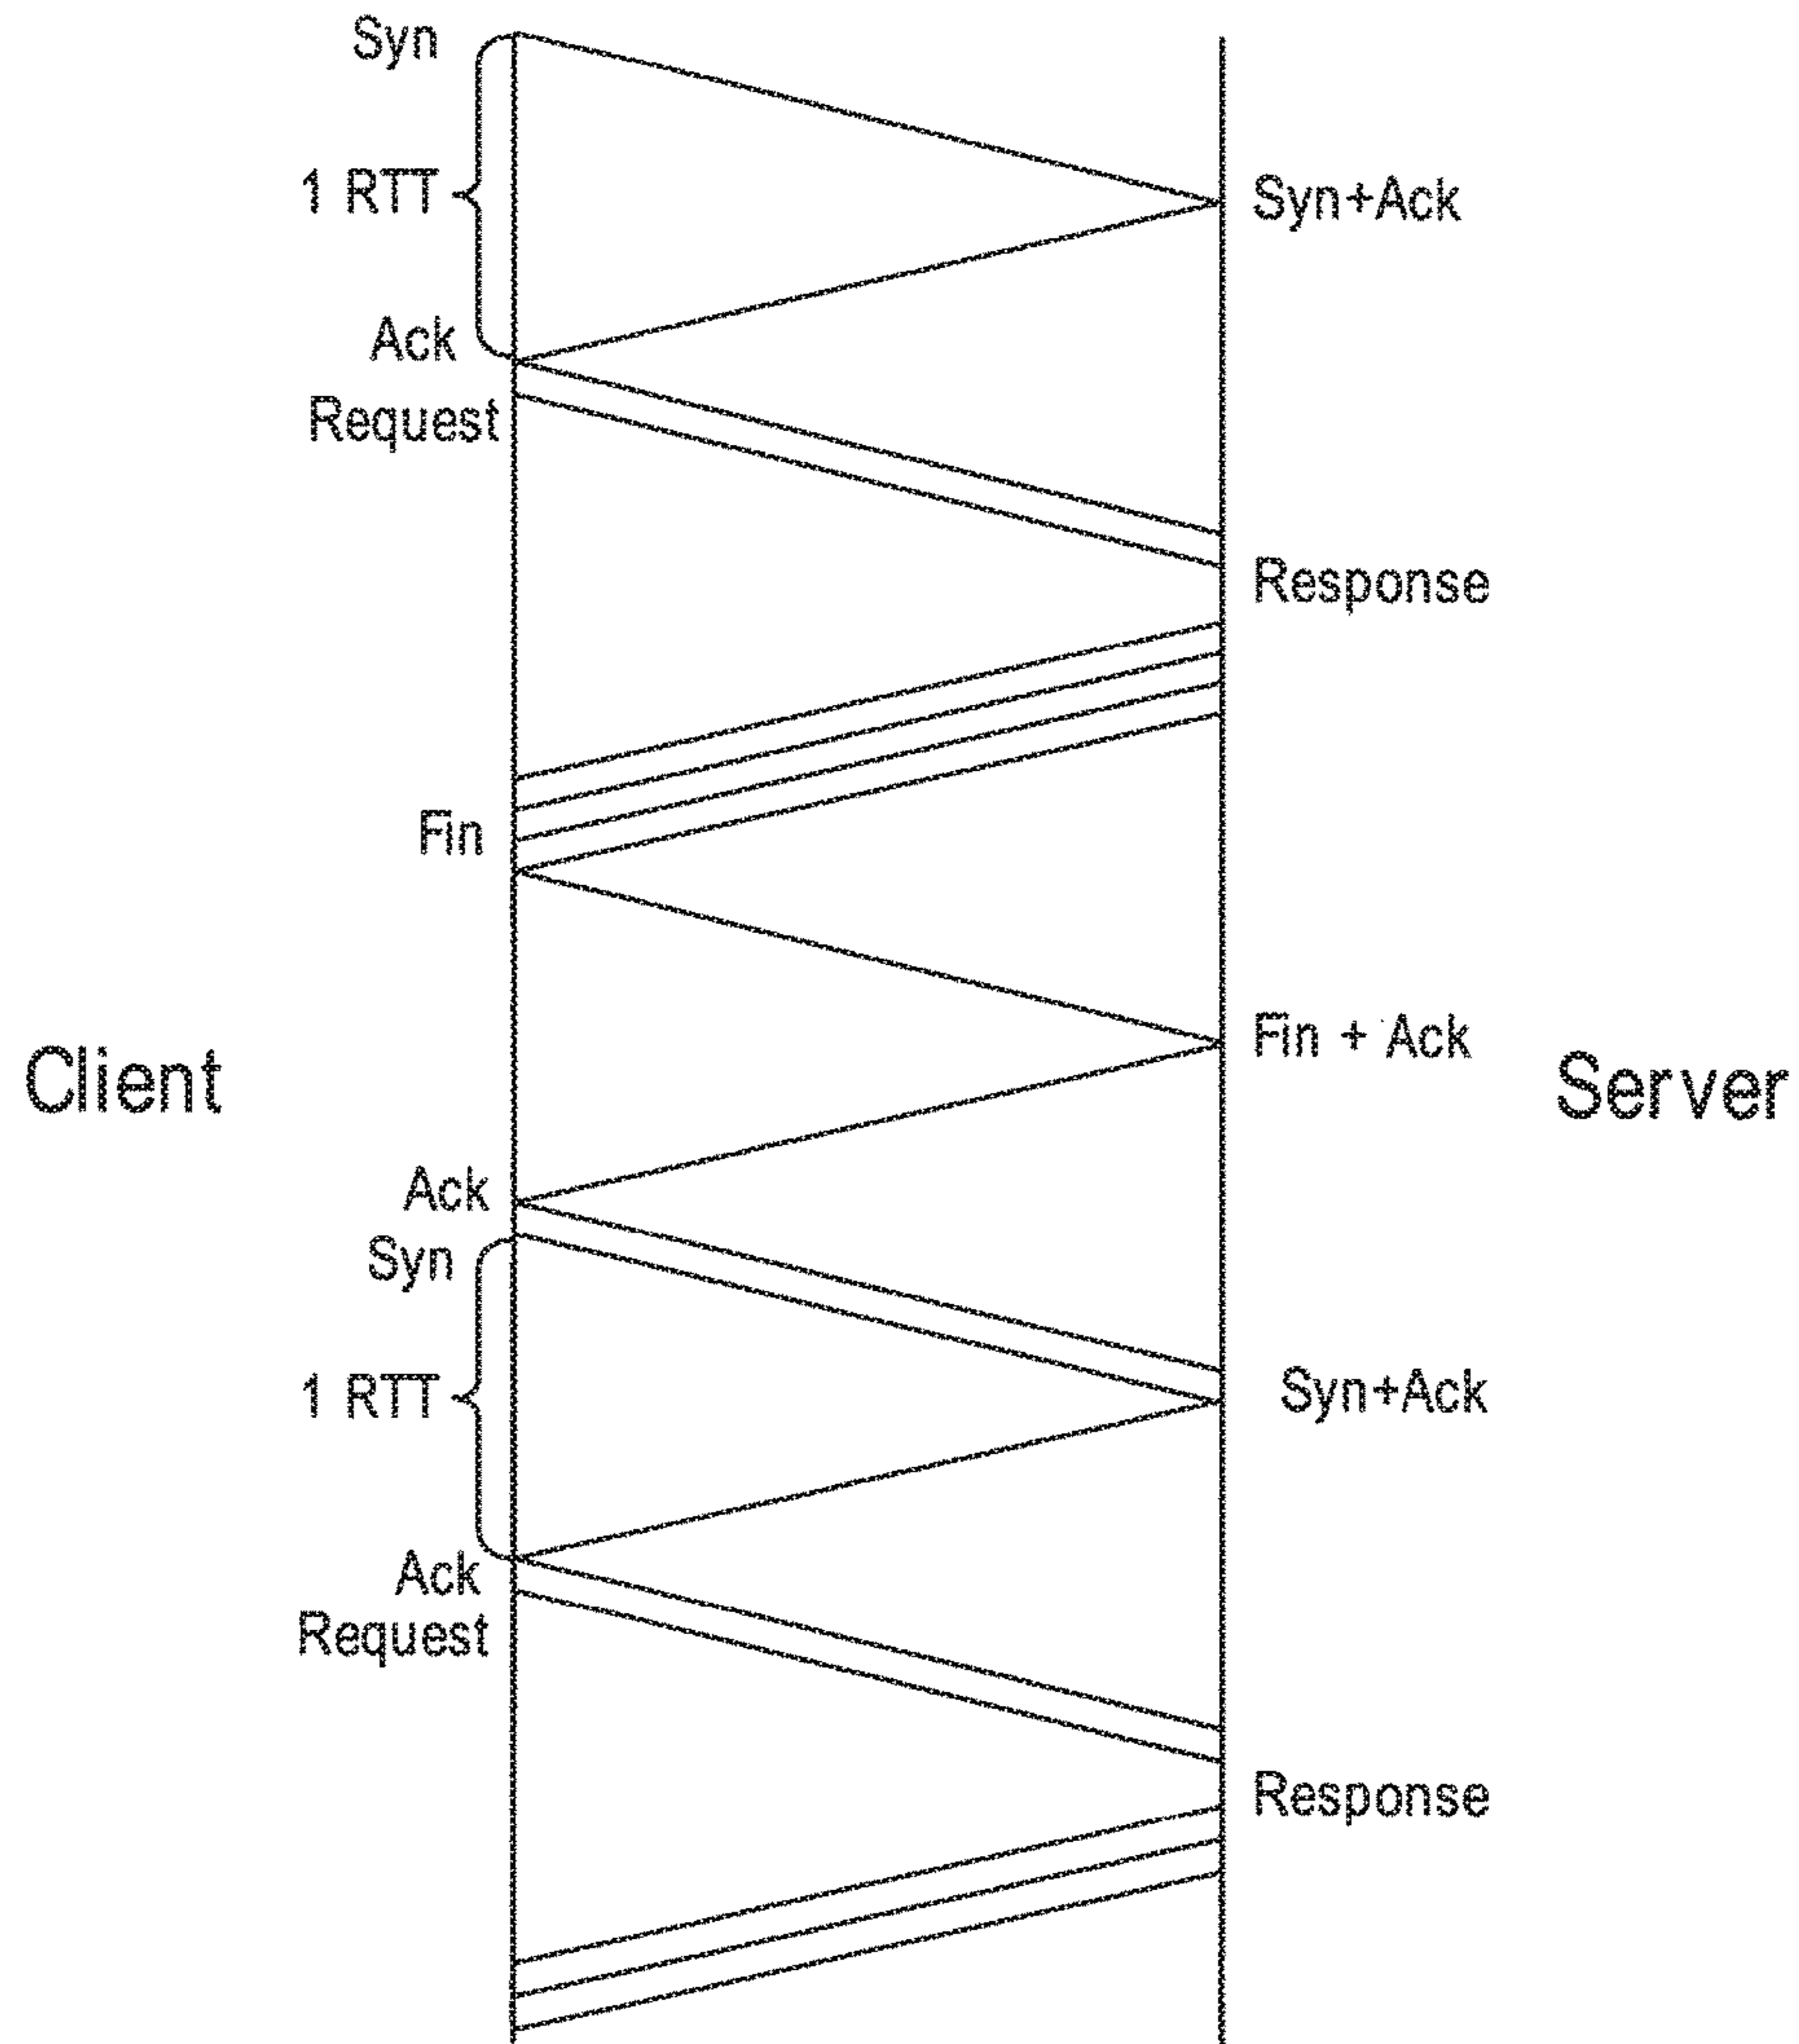 Syn
1 RTT
Syn+Ack
Ack
Request
Response
Fin
Fin + Ack
Client
Server
Ack
Syn
1 RTT
Syn+Ack
Ack
Request
Response